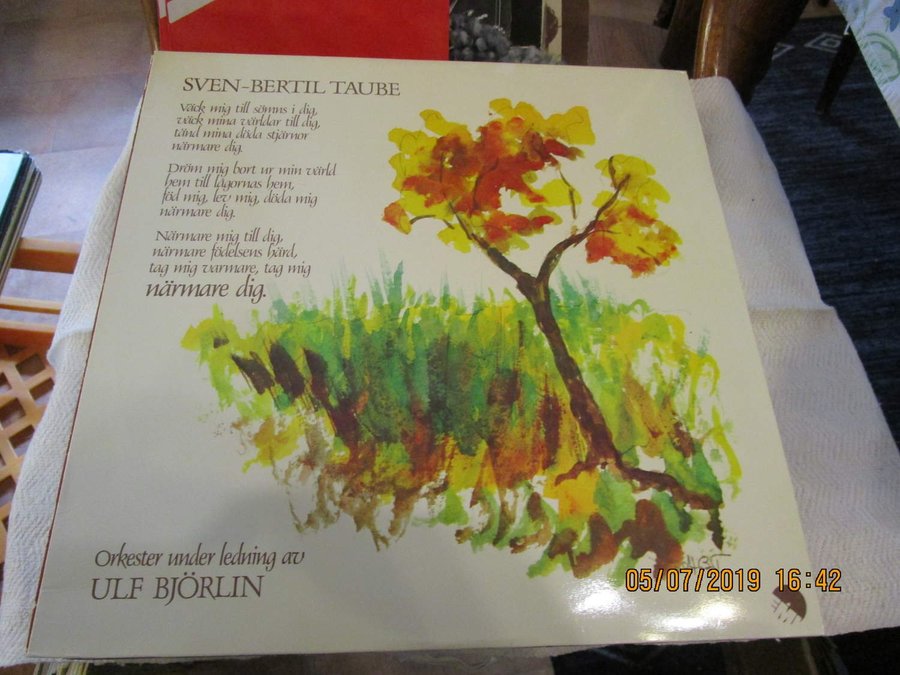 SVEN-BERTIL TAUBE
Väck mig till sömns i dig,
väck mina världar till dig,
tänd mina döda stjärnor
närmare dig.
Dröm mig bort ur min värld
hem till lågornas hem,
föd mig, lev mig, döda mig
närmare dig.
Närmare mig till dig,
närmare födelsens härd,
tag mig varmare, tag mig
närmare dig.
Orkester under ledning av
ULF BJÖRLIN
05/07/2019 16:42